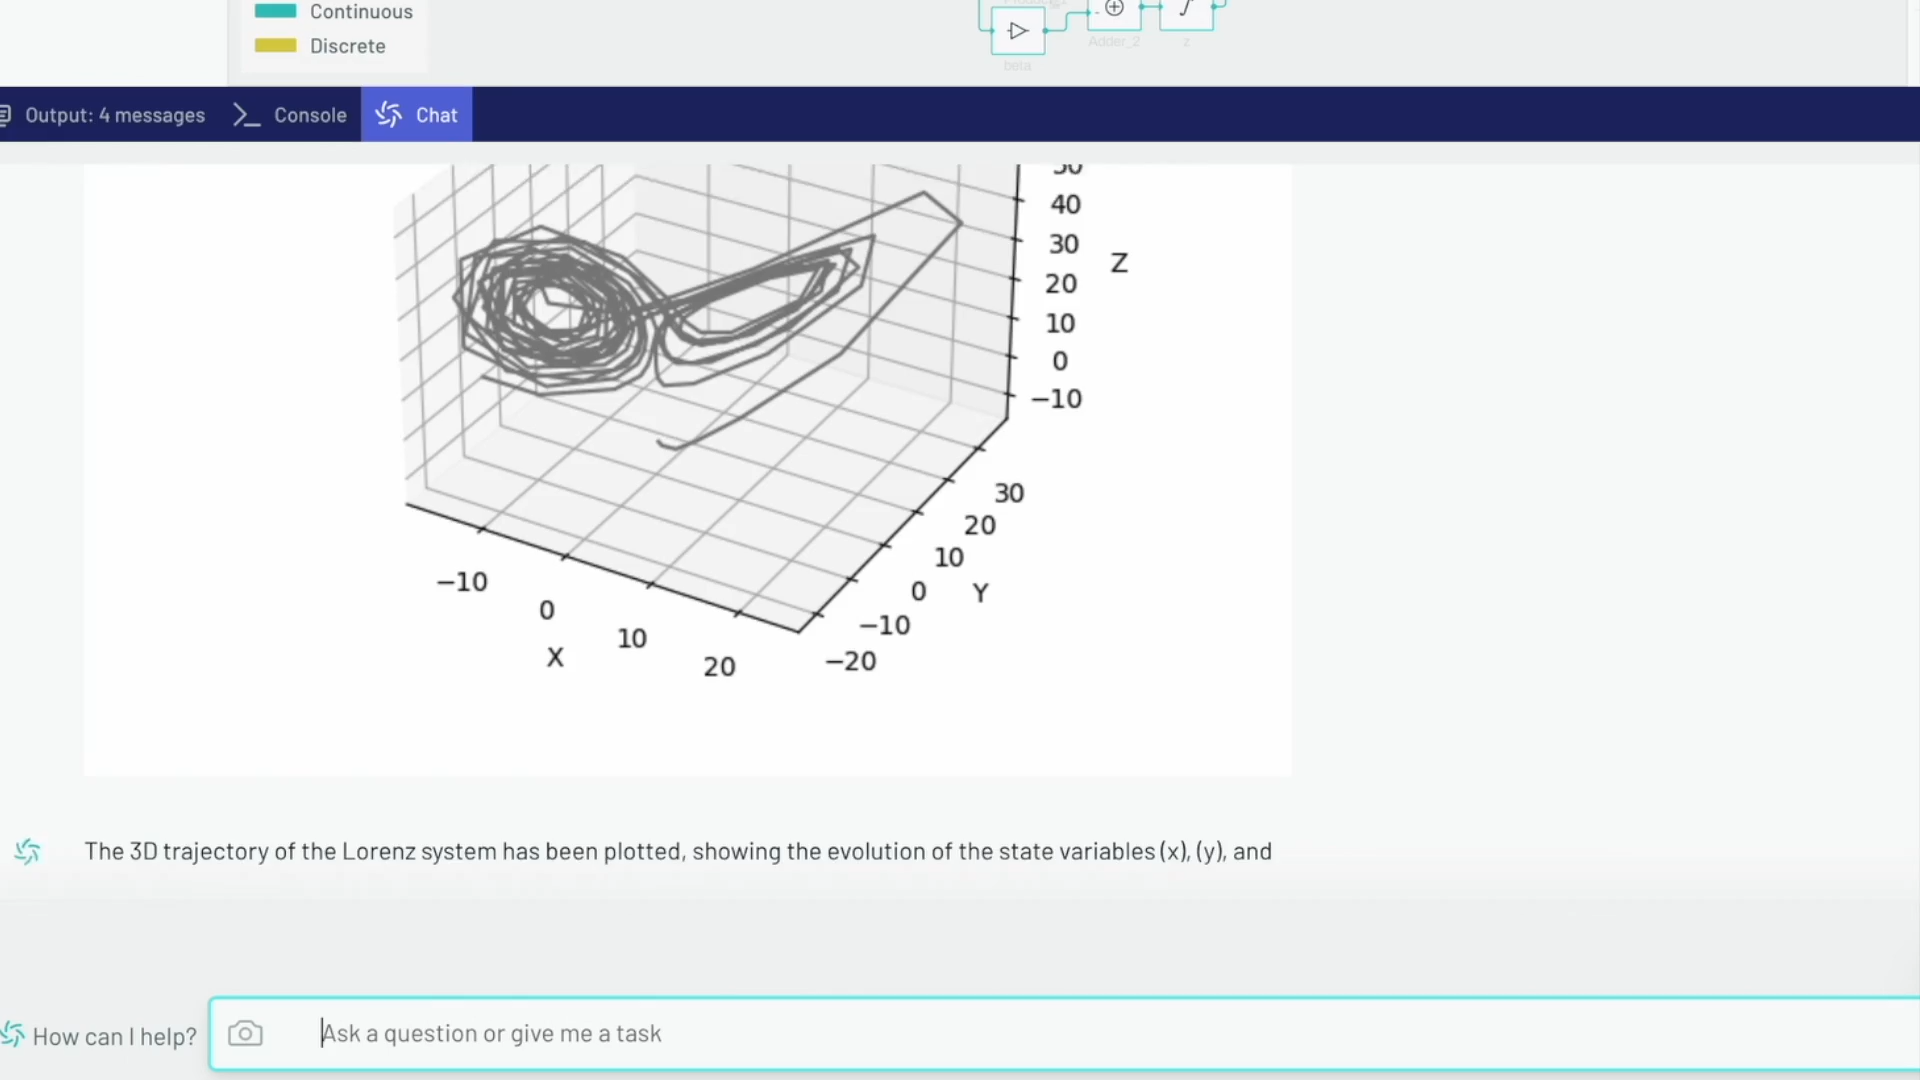 Continuous
Discrete
Adder_2
z
beta
Output: 4 messages
Console
Chat
40
30
Z
20
10
0
−10
30
20
−10
10
0
Y
0
−10
10
X
−20
20
The 3D trajectory of the Lorenz system has been plotted, showing the evolution of the state variables (x), (y), and
How can I help?
Ask a question or give me a task